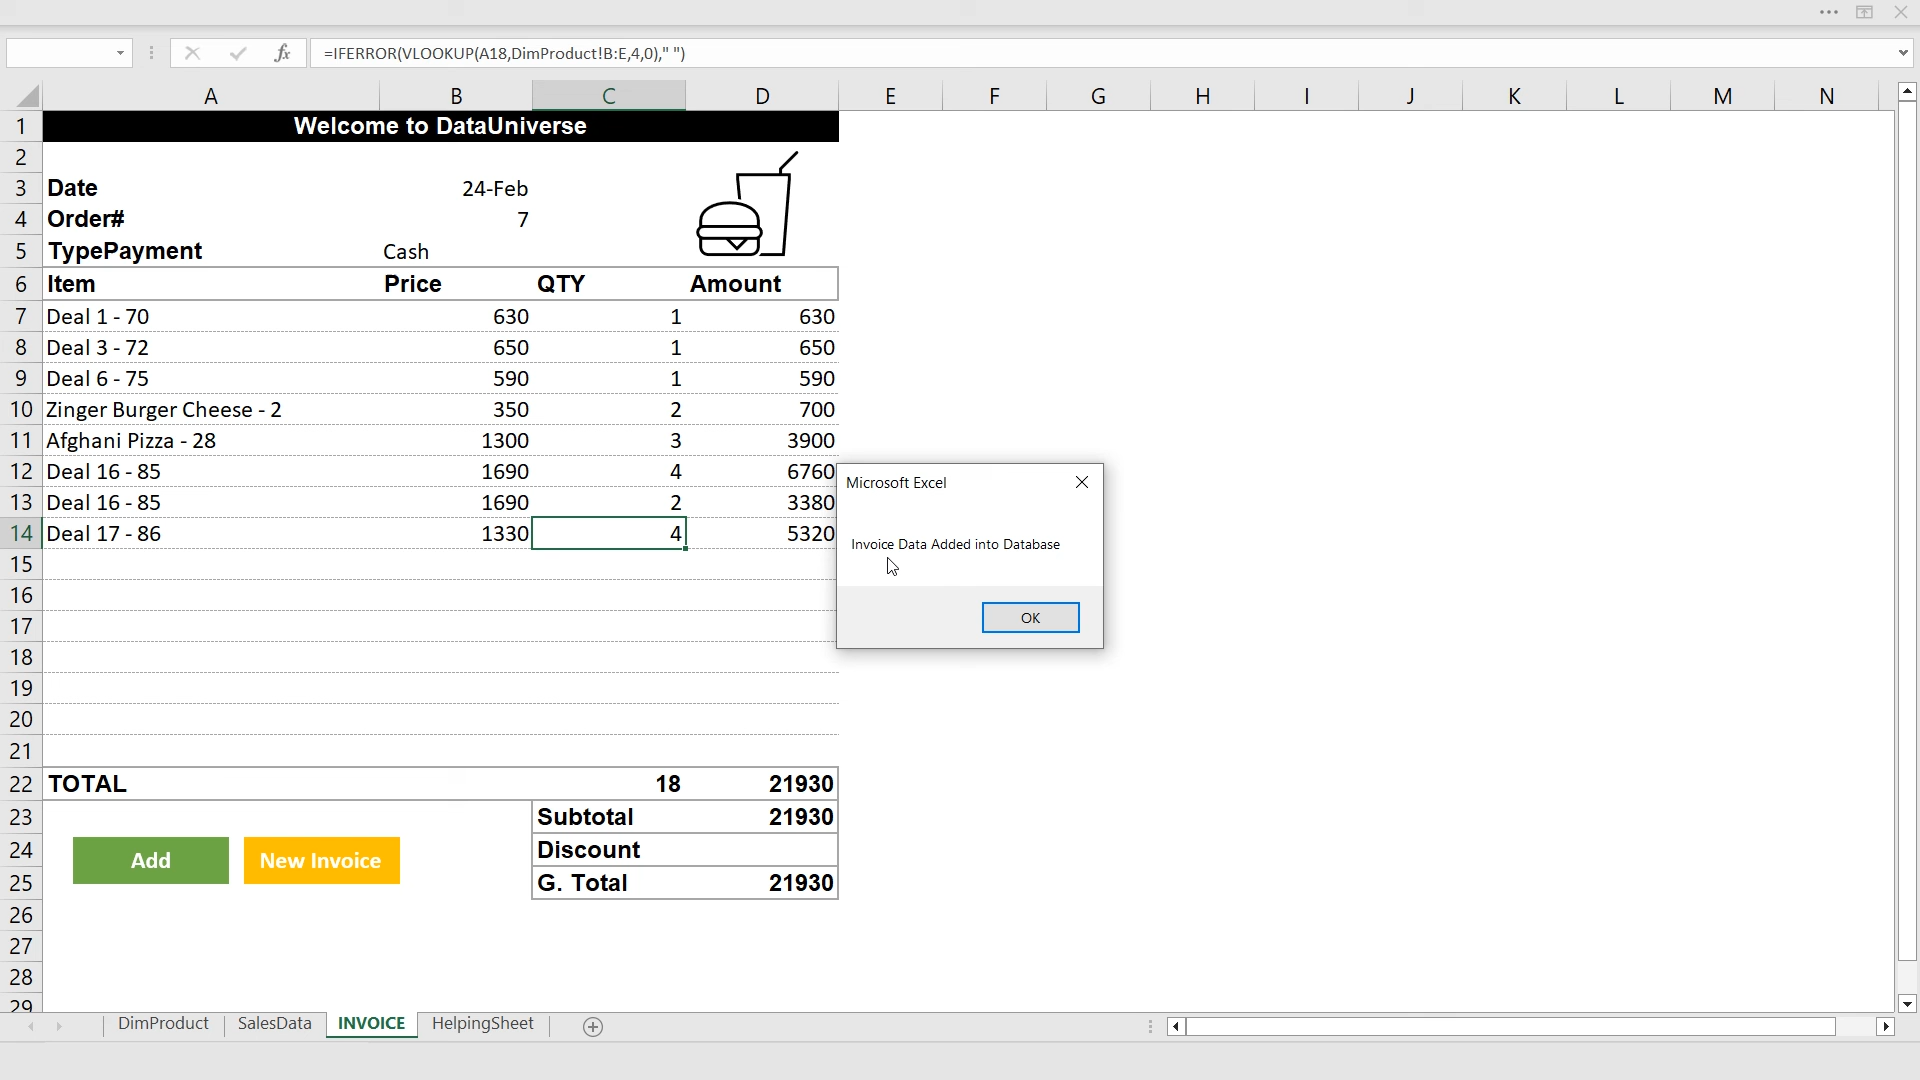 =IFERROR(VLOOKUP(A18,DimProduct!B:E,4,0)," ")
A B C D E F G H I J K L M N
1 Welcome to DataUniverse
2
3 Date 24-Feb
4 Order# 7
5 TypePayment Cash
6 Item Price QTY Amount
7 Deal 1 - 70 630 1 630
8 Deal 3 - 72 650 1 650
9 Deal 6 - 75 590 1 590
10 Zinger Burger Cheese - 2 350 2 700
11 Afghani Pizza - 28 1300 3 3900
12 Deal 16 - 85 1690 4 6760
13 Deal 16 - 85 1690 2 3380
14 Deal 17 - 86 1330 4 5320
Microsoft Excel
Invoice Data Added into Database
OK
15
16
17
18
19
20
21
22 TOTAL 18 21930
23 Subtotal 21930
24 Discount
25 G. Total 21930
Add New Invoice
26
27
28
29
DimProduct SalesData INVOICE HelpingSheet